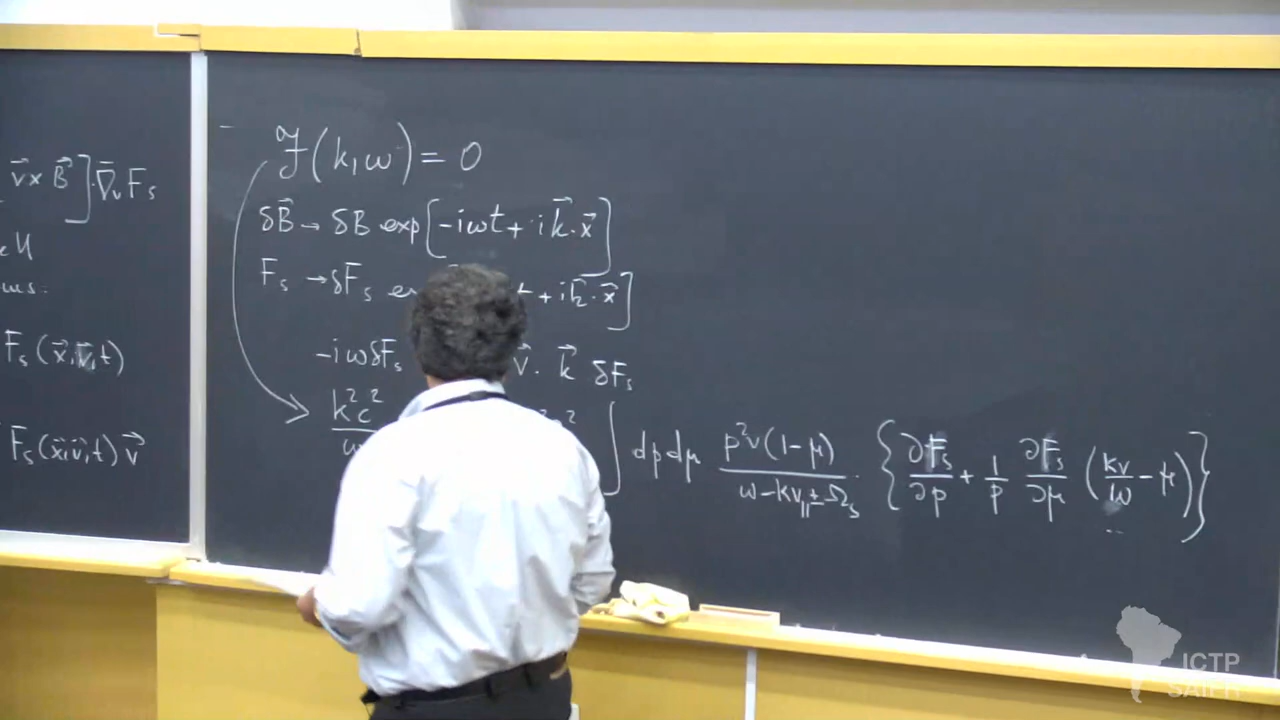 v⃗ x B⃗ ] · ∇⃗ᵥ Fₛ
Fₛ (x⃗, v⃗, t)
Fₛ (x⃗, v⃗, t) v⃗
ℱ (k, ω) = 0
δB⃗ → δB exp [-iωt + i k⃗ · x⃗ ]
Fₛ → δFₛ + i k⃗ · x⃗ ]
-iωδFₛ v⃗ · k⃗ δFₛ
k²c² ∫ dp dμ p²v(1-μ) / (ω - kv∥ ± Ωₛ) · { ∂Fₛ/∂p + 1/p ∂Fₛ/∂μ (kv/ω - μ) }
ICTP
SAIFR